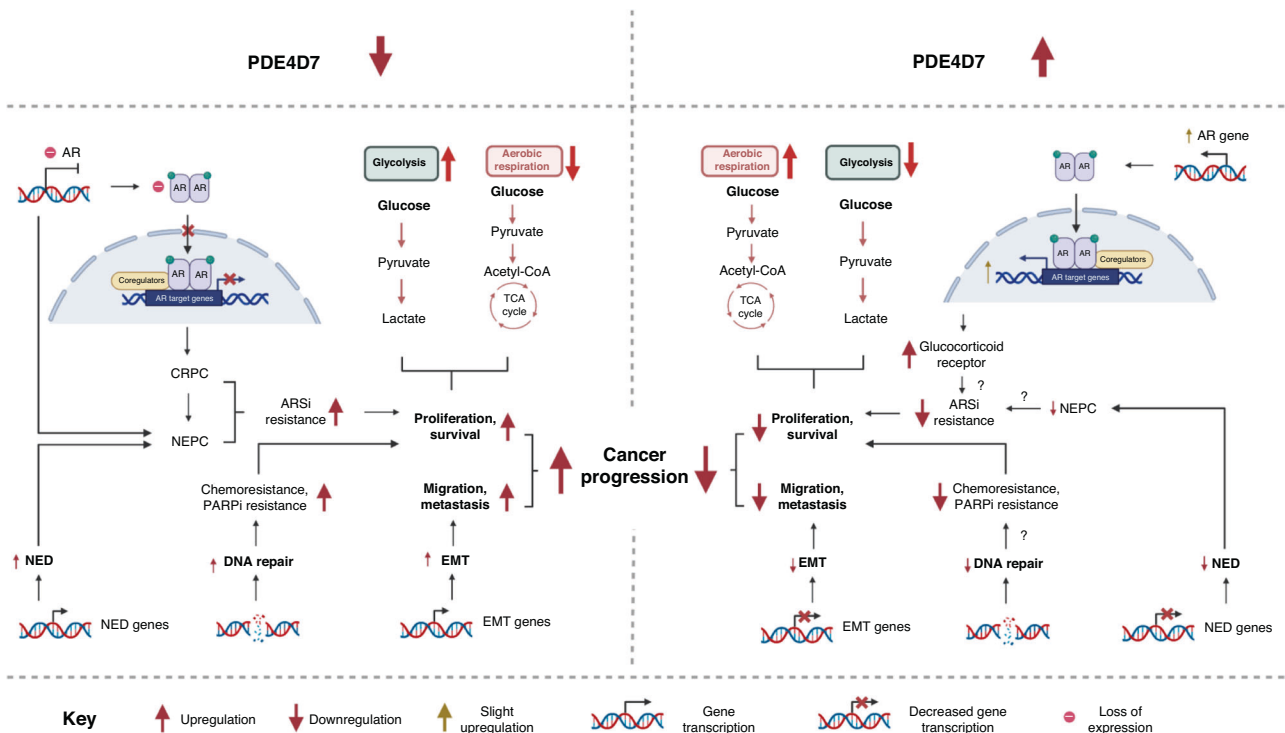 PDE4D7
PDE4D7
AR
AR AR
Coregulators
AR AR
AR target genes
CRPC
NEPC
ARSi
resistance
Glycolysis
Glucose
Pyruvate
Lactate
Aerobic
respiration
Glucose
Pyruvate
Acetyl-CoA
TCA
cycle
Proliferation,
survival
Migration,
metastasis
Chemoresistance,
PARPi resistance
NED
DNA repair
EMT
NED genes
EMT genes
Cancer
progression
Aerobic
respiration
Glucose
Pyruvate
Acetyl-CoA
TCA
cycle
Glycolysis
Glucose
Pyruvate
Lactate
AR gene
AR AR
AR AR
Coregulators
AR target genes
Glucocorticoid
receptor
?
ARSi
resistance
?
NEPC
Proliferation,
survival
Migration,
metastasis
Chemoresistance,
PARPi resistance
?
EMT
DNA repair
NED
EMT genes
NED genes
Key
Upregulation
Downregulation
Slight
upregulation
Gene
transcription
Decreased gene
transcription
Loss of
expression